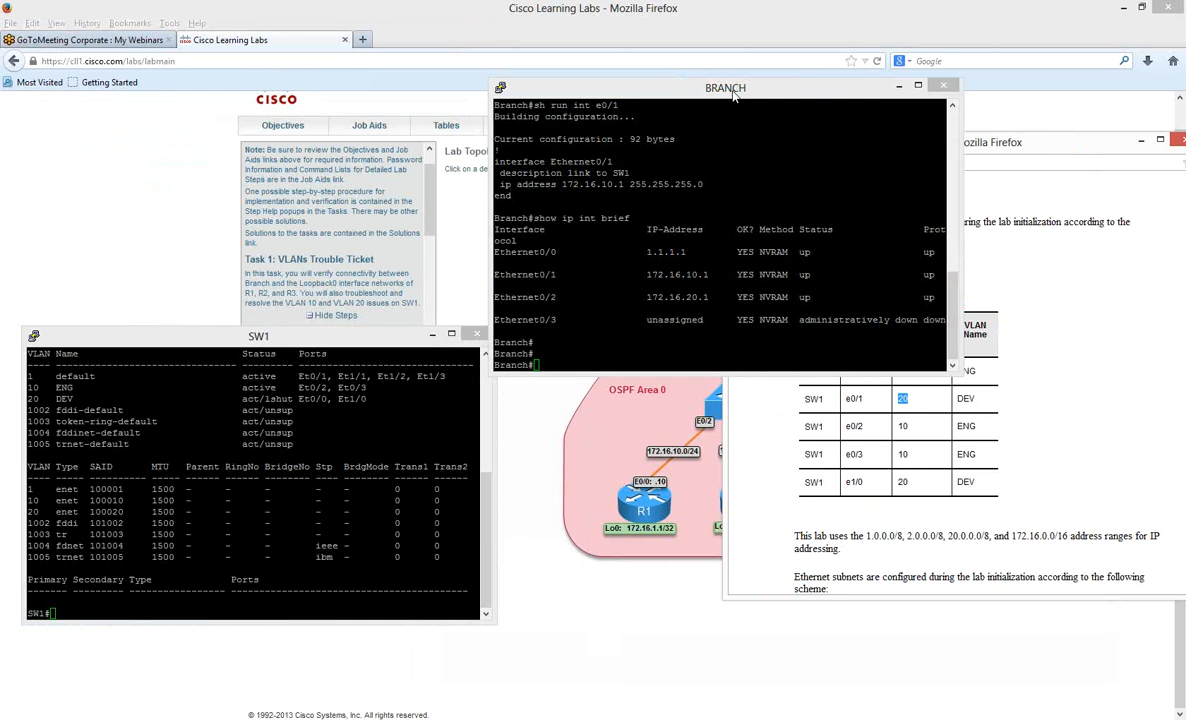 Cisco Learning Labs - Mozilla Firefox
File Edit View History Bookmarks Tools Help
GoToMeeting Corporate : My Webinars
Cisco Learning Labs
https://cll1.cisco.com/labs/labmain
Google
Most Visited
Getting Started
CISCO
Objectives
Job Aids
Tables
Note: Be sure to review the Objectives and Job
Aids links above for required information. Password
Information and Command Lists for Detailed Lab
Steps are in the Job Aids link.
One possible step-by-step procedure for
implementation and verification is contained in the
Step Help popups in the Tasks. There may be other
possible solutions.
Solutions to the tasks are contained in the Solutions
link.
Task 1: VLANs Trouble Ticket
In this task, you will verify connectivity between
Branch and the Loopback0 interface networks of
R1, R2, and R3. You will also troubleshoot and
resolve the VLAN 10 and VLAN 20 issues on SW1.
Hide Steps
Lab Topo
Click on a de
BRANCH
Branch#sh run int e0/1
Building configuration...
Current configuration : 92 bytes
!
interface Ethernet0/1
description link to SW1
ip address 172.16.10.1 255.255.255.0
end
Branch#show ip int brief
Interface IP-Address OK? Method Status Prot
ocol
Ethernet0/0 1.1.1.1 YES NVRAM up up
Ethernet0/1 172.16.10.1 YES NVRAM up up
Ethernet0/2 172.16.20.1 YES NVRAM up up
Ethernet0/3 unassigned YES NVRAM administratively down down
Branch#
Branch#
Branch#
SW1
VLAN Name Status Ports
---- -------------------------------- --------- -------------------------------
1 default active Et0/1, Et1/1, Et1/2, Et1/3
10 ENG active Et0/2, Et0/3
20 DEV act/lshut Et0/0, Et1/0
1002 fddi-default act/unsup
1003 token-ring-default act/unsup
1004 fddinet-default act/unsup
1005 trnet-default act/unsup
VLAN Type SAID MTU Parent RingNo BridgeNo Stp BrdgMode Trans1 Trans2
---- ----- ---------- ----- ------ ------ -------- ---- -------- ------ ------
1 enet 100001 1500 - - - - - 0 0
10 enet 100010 1500 - - - - - 0 0
20 enet 100020 1500 - - - - - 0 0
1002 fddi 101002 1500 - - - - - 0 0
1003 tr 101003 1500 - - - - - 0 0
1004 fdnet 101004 1500 - - - ieee - 0 0
1005 trnet 101005 1500 - - - ibm - 0 0
Primary Secondary Type Ports
------- --------- ----------------- ------------------------------------------
SW1#
OSPF Area 0
E0/2
172.16.10.0/24
E0/0: .10
R1
Lo0: 172.16.1.1/32
Lo
ozilla Firefox
ring the lab initialization according to the
VLAN
Name
ENG
SW1 e0/1 20 DEV
SW1 e0/2 10 ENG
SW1 e0/3 10 ENG
SW1 e1/0 20 DEV
This lab uses the 1.0.0.0/8, 2.0.0.0/8, 20.0.0.0/8, and 172.16.0.0/16 address ranges for IP
addressing.
Ethernet subnets are configured during the lab initialization according to the following
scheme:
© 1992-2013 Cisco Systems, Inc. All rights reserved.